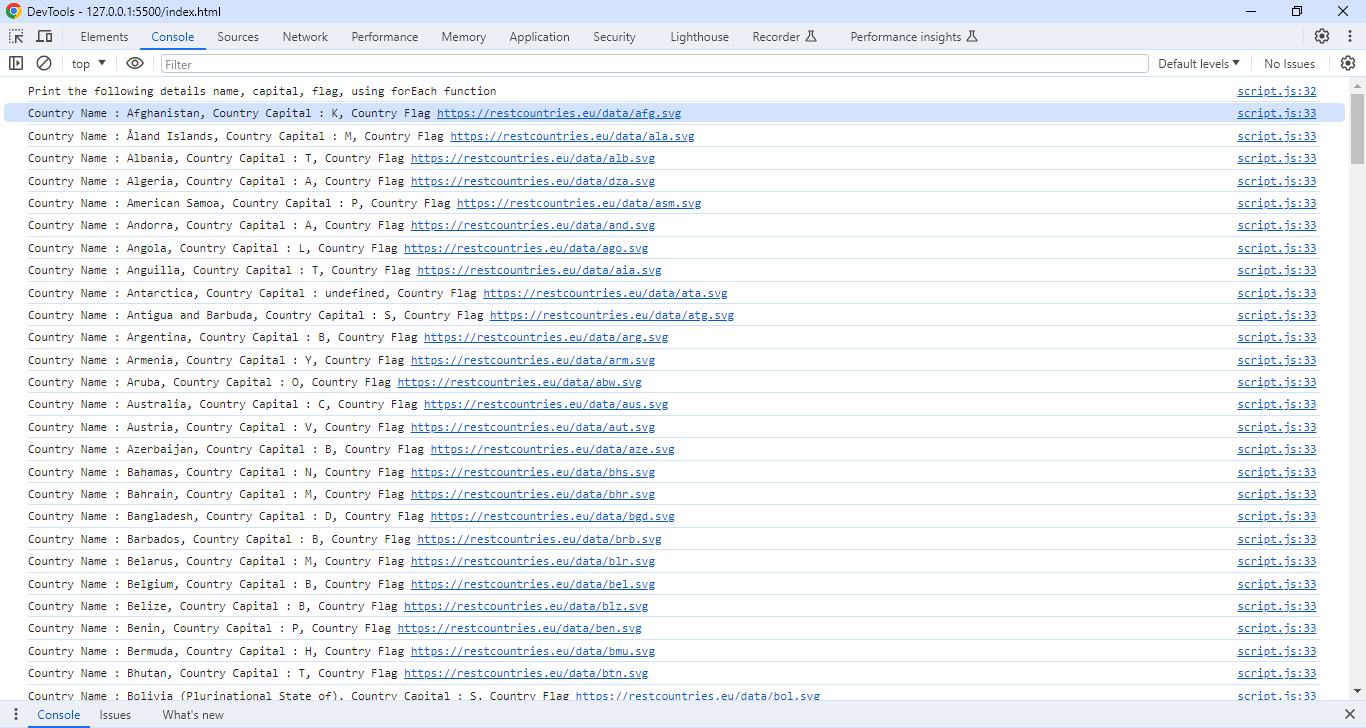 DevTools - 127.0.0.1:5500/index.html
Elements Console Sources Network Performance Memory Application Security Lighthouse Recorder Performance insights
top Filter Default levels No Issues
Print the following details name, capital, flag, using forEach function script.js:32
Country Name : Afghanistan, Country Capital : K, Country Flag https://restcountries.eu/data/afg.svg script.js:33
Country Name : Åland Islands, Country Capital : M, Country Flag https://restcountries.eu/data/ala.svg script.js:33
Country Name : Albania, Country Capital : T, Country Flag https://restcountries.eu/data/alb.svg script.js:33
Country Name : Algeria, Country Capital : A, Country Flag https://restcountries.eu/data/dza.svg script.js:33
Country Name : American Samoa, Country Capital : P, Country Flag https://restcountries.eu/data/asm.svg script.js:33
Country Name : Andorra, Country Capital : A, Country Flag https://restcountries.eu/data/and.svg script.js:33
Country Name : Angola, Country Capital : L, Country Flag https://restcountries.eu/data/ago.svg script.js:33
Country Name : Anguilla, Country Capital : T, Country Flag https://restcountries.eu/data/aia.svg script.js:33
Country Name : Antarctica, Country Capital : undefined, Country Flag https://restcountries.eu/data/ata.svg script.js:33
Country Name : Antigua and Barbuda, Country Capital : S, Country Flag https://restcountries.eu/data/atg.svg script.js:33
Country Name : Argentina, Country Capital : B, Country Flag https://restcountries.eu/data/arg.svg script.js:33
Country Name : Armenia, Country Capital : Y, Country Flag https://restcountries.eu/data/arm.svg script.js:33
Country Name : Aruba, Country Capital : O, Country Flag https://restcountries.eu/data/abw.svg script.js:33
Country Name : Australia, Country Capital : C, Country Flag https://restcountries.eu/data/aus.svg script.js:33
Country Name : Austria, Country Capital : V, Country Flag https://restcountries.eu/data/aut.svg script.js:33
Country Name : Azerbaijan, Country Capital : B, Country Flag https://restcountries.eu/data/aze.svg script.js:33
Country Name : Bahamas, Country Capital : N, Country Flag https://restcountries.eu/data/bhs.svg script.js:33
Country Name : Bahrain, Country Capital : M, Country Flag https://restcountries.eu/data/bhr.svg script.js:33
Country Name : Bangladesh, Country Capital : D, Country Flag https://restcountries.eu/data/bgd.svg script.js:33
Country Name : Barbados, Country Capital : B, Country Flag https://restcountries.eu/data/brb.svg script.js:33
Country Name : Belarus, Country Capital : M, Country Flag https://restcountries.eu/data/blr.svg script.js:33
Country Name : Belgium, Country Capital : B, Country Flag https://restcountries.eu/data/bel.svg script.js:33
Country Name : Belize, Country Capital : B, Country Flag https://restcountries.eu/data/blz.svg script.js:33
Country Name : Benin, Country Capital : P, Country Flag https://restcountries.eu/data/ben.svg script.js:33
Country Name : Bermuda, Country Capital : H, Country Flag https://restcountries.eu/data/bmu.svg script.js:33
Country Name : Bhutan, Country Capital : T, Country Flag https://restcountries.eu/data/btn.svg script.js:33
Country Name : Bolivia (Plurinational State of), Country Capital : S, Country Flag https://restcountries.eu/data/bol.svg script.js:33
Console Issues What's new